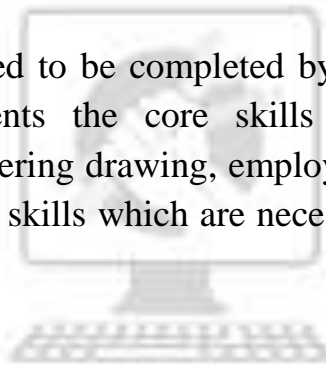 ed to be completed by
ents the core skills
ering drawing, employ
skills which are nece